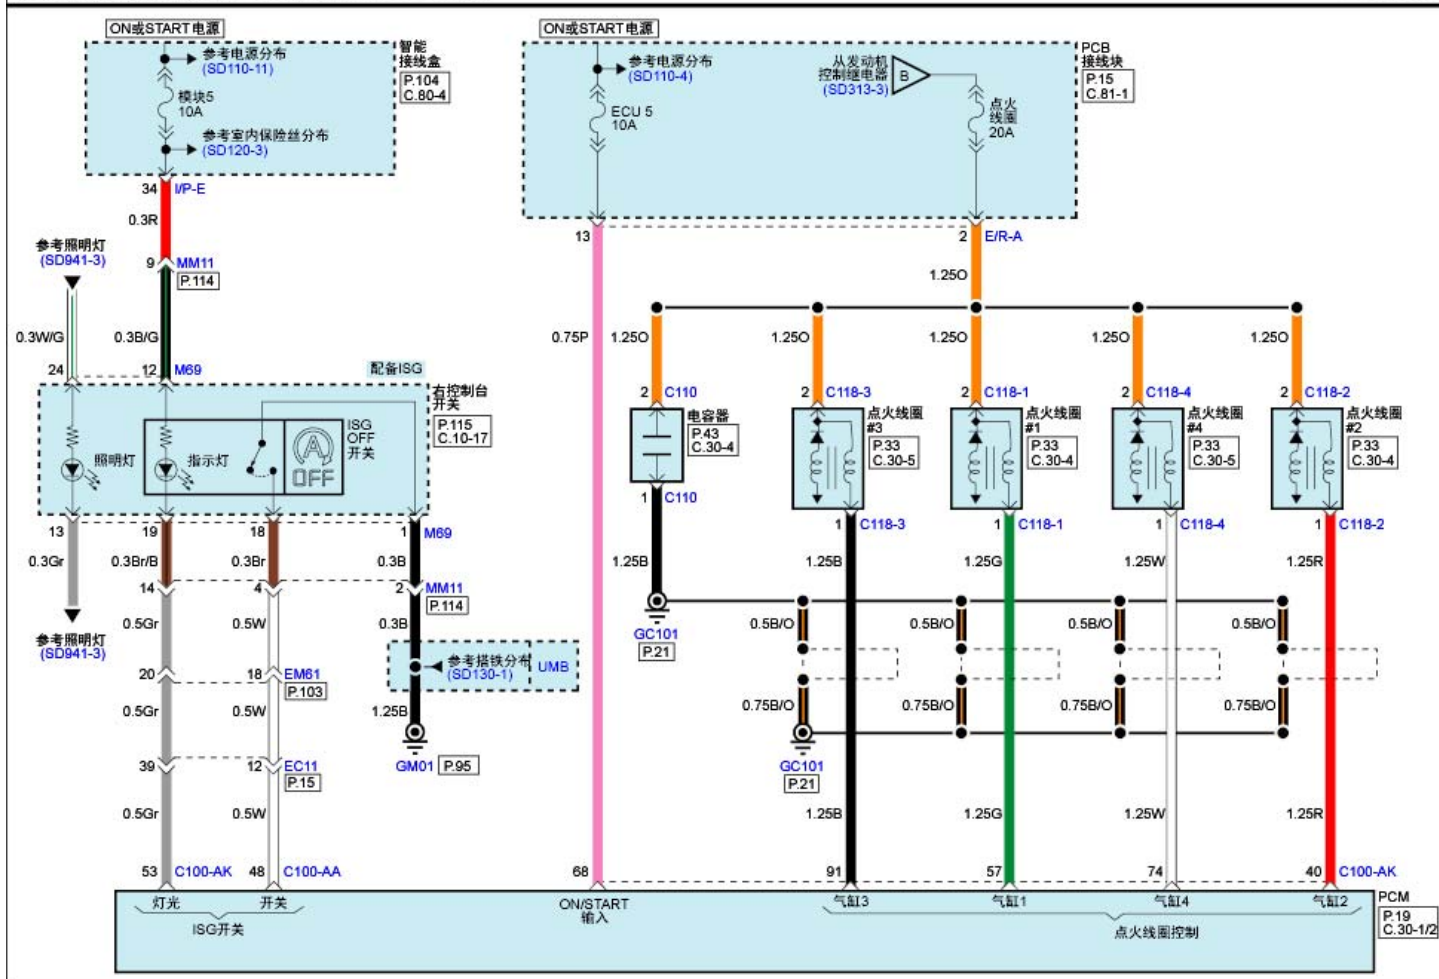 ON或START电源
参考电源分布
(SD110-11)
模块5
10A
参考室内保险丝分布
(SD120-3)
智能
接线盒
P.104
C.80-4
34 I/P-E
0.3R
参考照明灯
(SD941-3)
9 MM11
P.114
0.3W/G
0.3B/G
24
12 M69
配备ISG
右控制台
开关
P.115
C.10-17
照明灯
指示灯
OFF
ISG
OFF
开关
13
19
18
1 M69
0.3Gr
0.3Br/B
0.3Br
0.3B
14
4
2 MM11
P.114
参考照明灯
(SD941-3)
0.5Gr
0.5W
0.3B
参考搭铁分布
(SD130-1)
UMB
20
18 EM61
P.103
0.5Gr
0.5W
1.25B
GM01 P.95
39
12 EC11
P.15
0.5Gr
0.5W
53 C100-AK
48 C100-AA
ON或START电源
参考电源分布
(SD110-4)
ECU 5
10A
从发动机
控制继电器
(SD313-3)
B
点火
线圈
20A
PCB
接线块
P.15
C.81-1
13
2 E/R-A
1.25O
0.75P
1.25O
1.25O
1.25O
1.25O
1.25O
2 C110
2 C118-3
2 C118-1
2 C118-4
2 C118-2
电容器
P.43
C.30-4
点火线圈
#3
P.33
C.30-5
点火线圈
#1
P.33
C.30-4
点火线圈
#4
P.33
C.30-5
点火线圈
#2
P.33
C.30-4
1 C110
1 C118-3
1 C118-1
1 C118-4
1 C118-2
1.25B
1.25B
1.25G
1.25W
1.25R
GC101
P.21
0.5B/O
0.5B/O
0.5B/O
0.5B/O
0.75B/O
0.75B/O
0.75B/O
0.75B/O
GC101
P.21
1.25B
1.25G
1.25W
1.25R
68
91
57
74
40 C100-AK
灯光
开关
ISG开关
ON/START
输入
气缸3
气缸1
气缸4
气缸2
点火线圈控制
PCM
P.19
C.30-1/2